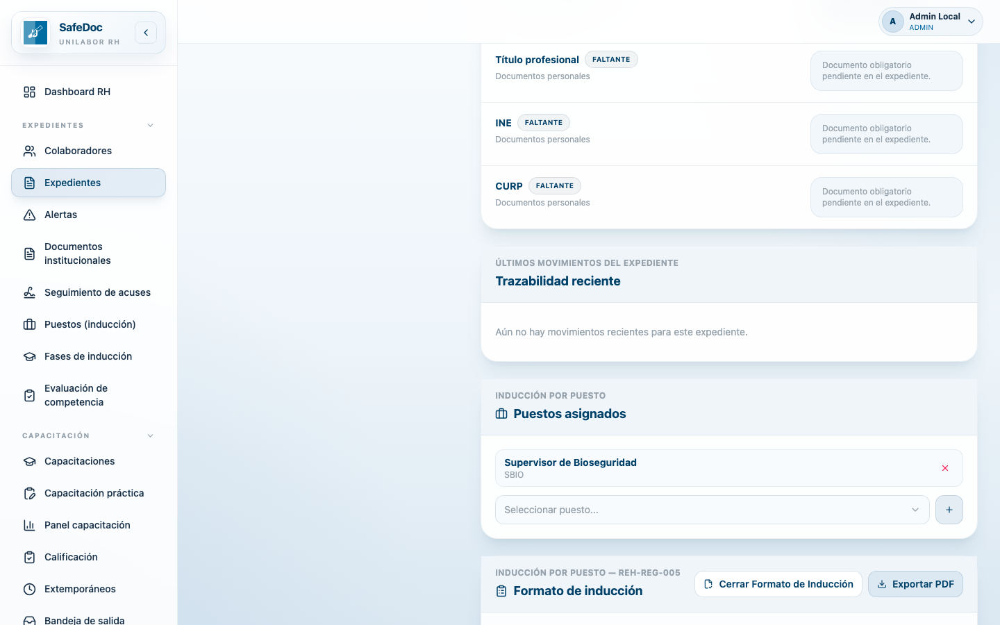 SafeDoc
UNILABOR RH
Dashboard RH
EXPEDIENTES
Colaboradores
Expedientes
Alertas
Documentos
institucionales
Seguimiento de acuses
Puestos (inducción)
Fases de inducción
Evaluación de
competencia
CAPACITACIÓN
Capacitaciones
Capacitación práctica
Panel capacitación
Calificación
Extemporáneos
Bandeja de salida
A
Admin Local
ADMIN
Título profesional FALTANTE
Documentos personales
Documento obligatorio
pendiente en el expediente.
INE FALTANTE
Documentos personales
Documento obligatorio
pendiente en el expediente.
CURP FALTANTE
Documentos personales
Documento obligatorio
pendiente en el expediente.
ÚLTIMOS MOVIMIENTOS DEL EXPEDIENTE
Trazabilidad reciente
Aún no hay movimientos recientes para este expediente.
INDUCCIÓN POR PUESTO
Puestos asignados
Supervisor de Bioseguridad
SBIO
Seleccionar puesto...
INDUCCIÓN POR PUESTO — REH-REG-005
Formato de inducción
Cerrar Formato de Inducción
Exportar PDF